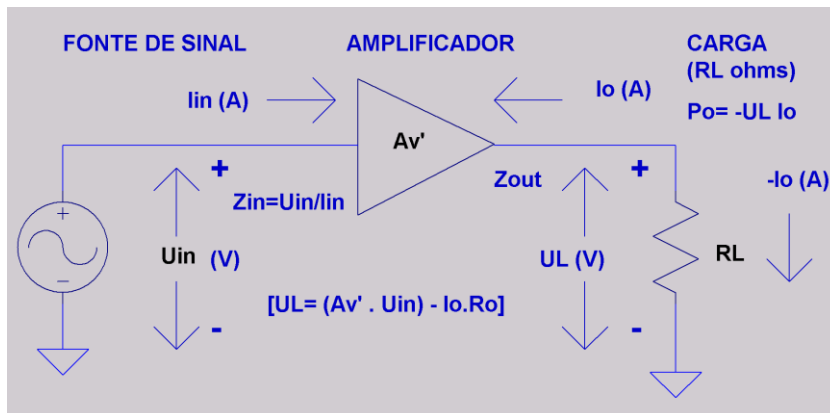 FONTE DE SINAL
AMPLIFICADOR
CARGA
(RL ohms)
Po= -UL Io
Iin (A)
Io (A)
Av'
+
Zin=Uin/Iin
Zout
+
-Io (A)
+
-
Uin (V)
UL (V)
RL
[UL= (Av' . Uin) - Io.Ro]
-
-